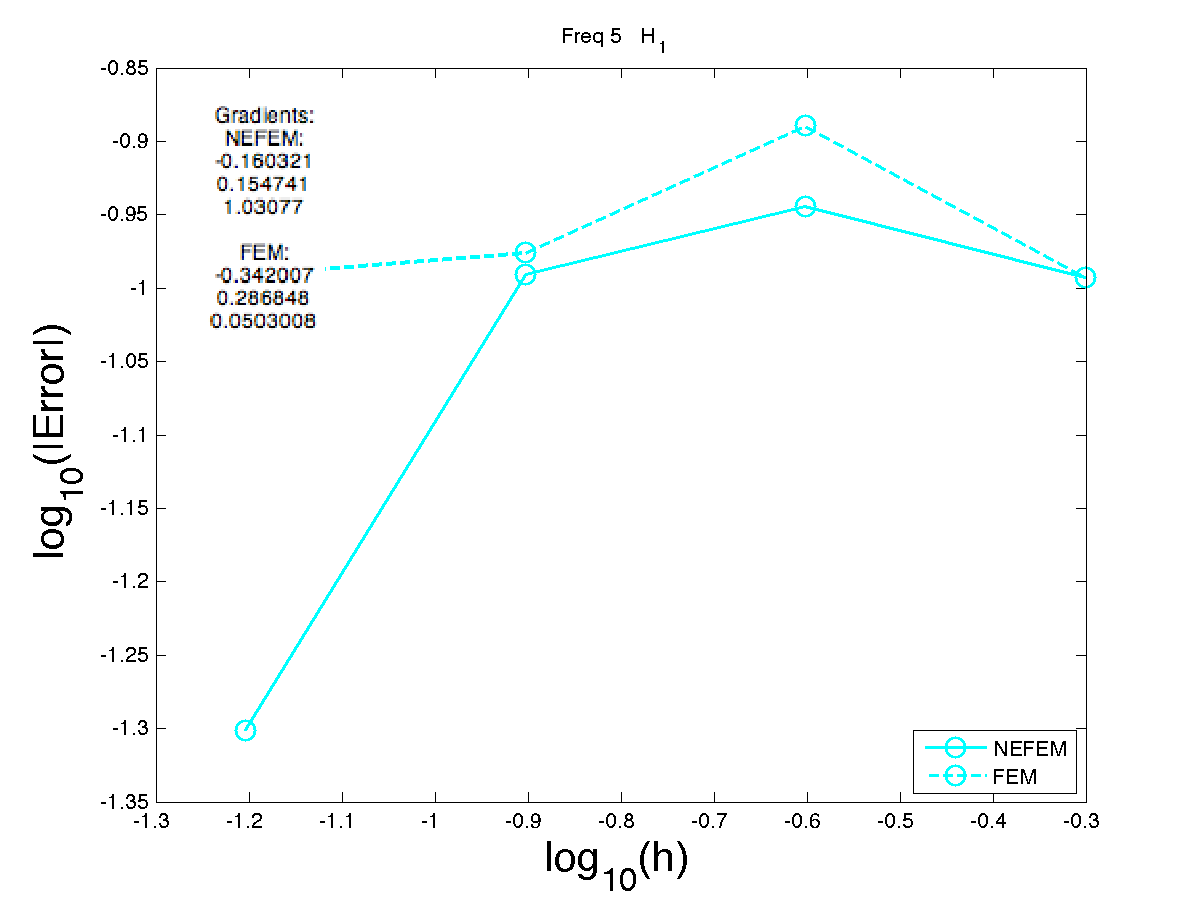 Freq 5 H1
-0.85
-0.9
-0.95
-1
-1.05
-1.1
-1.15
-1.2
-1.25
-1.3
-1.35
log10(|Error|)
Gradients:
NEFEM:
-0.160321
0.154741
1.03077
FEM:
-0.342007
0.286848
0.0503008
NEFEM
FEM
-1.3 -1.2 -1.1 -1 -0.9 -0.8 -0.7 -0.6 -0.5 -0.4 -0.3
log10(h)